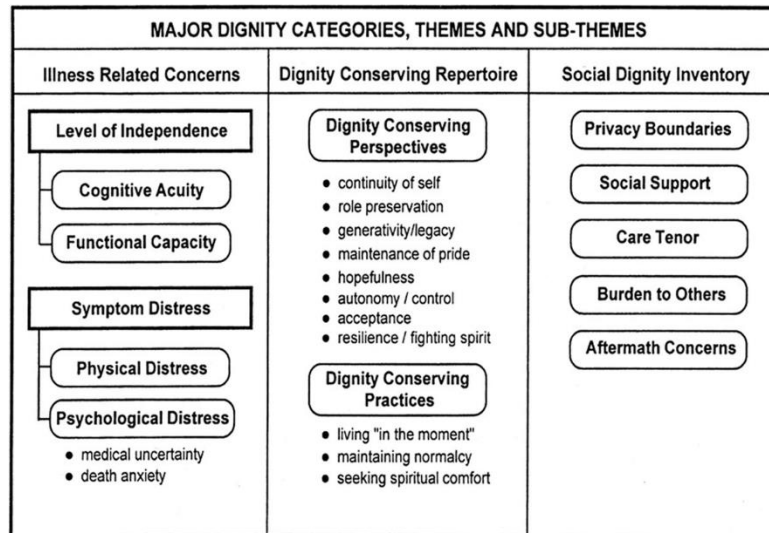 MAJOR DIGNITY CATEGORIES, THEMES AND SUB-THEMES
Illness Related Concerns
Level of Independence
Cognitive Acuity
Functional Capacity
Symptom Distress
Physical Distress
Psychological Distress
● medical uncertainty
● death anxiety
Dignity Conserving Repertoire
Dignity Conserving
Perspectives
● continuity of self
● role preservation
● generativity/legacy
● maintenance of pride
● hopefulness
● autonomy / control
● acceptance
● resilience / fighting spirit
Dignity Conserving
Practices
● living "in the moment"
● maintaining normalcy
● seeking spiritual comfort
Social Dignity Inventory
Privacy Boundaries
Social Support
Care Tenor
Burden to Others
Aftermath Concerns